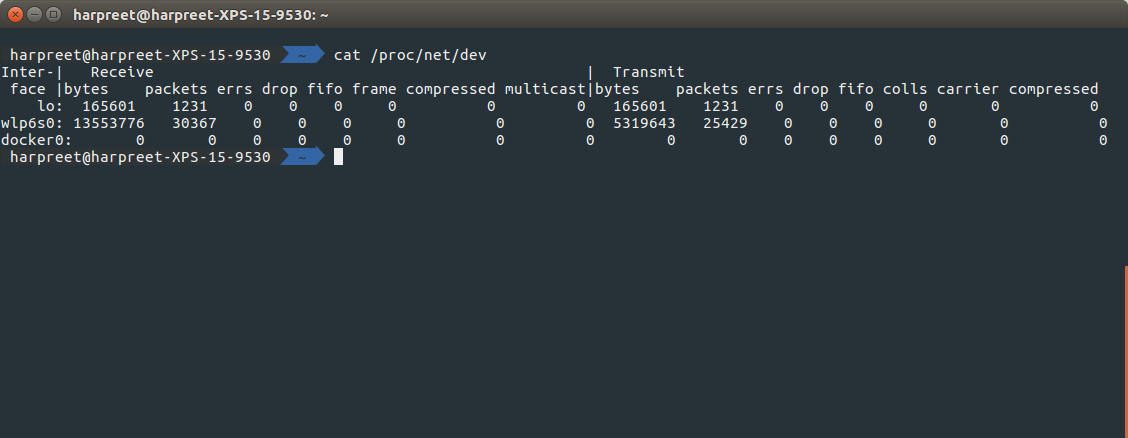 harpreet@harpreet-XPS-15-9530: ~
harpreet@harpreet-XPS-15-9530 ~ cat /proc/net/dev
Inter-|   Receive                                                |  Transmit
 face |bytes    packets errs drop fifo frame compressed multicast|bytes    packets errs drop fifo colls carrier compressed
    lo:  165601    1231    0    0    0    0          0         0   165601    1231    0    0    0     0       0          0
wlp6s0: 13553776   30367    0    0    0     0          0         0  5319643   25429    0    0    0     0       0          0
docker0:       0       0    0    0    0     0          0         0        0       0    0    0    0     0       0          0
harpreet@harpreet-XPS-15-9530 ~